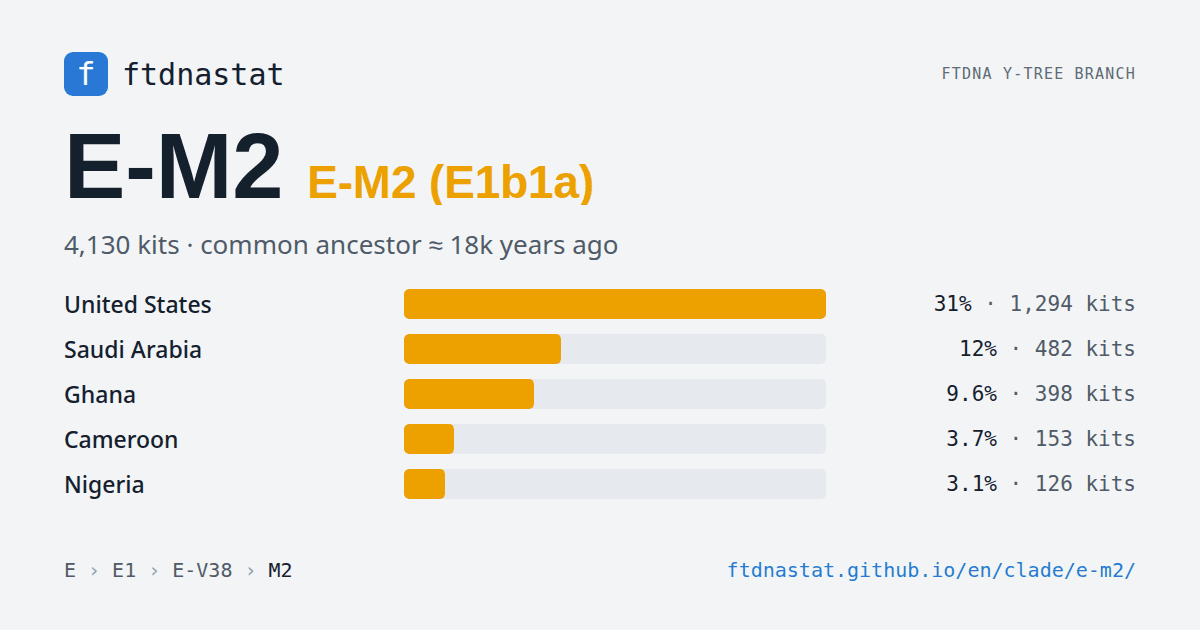 f ftdnastat
FTDNA Y-TREE BRANCH
E-M2 E-M2 (E1b1a)
4,130 kits · common ancestor ≈ 18k years ago
United States 31% · 1,294 kits
Saudi Arabia 12% · 482 kits
Ghana 9.6% · 398 kits
Cameroon 3.7% · 153 kits
Nigeria 3.1% · 126 kits
E › E1 › E-V38 › M2
ftdnastat.github.io/en/clade/e-m2/